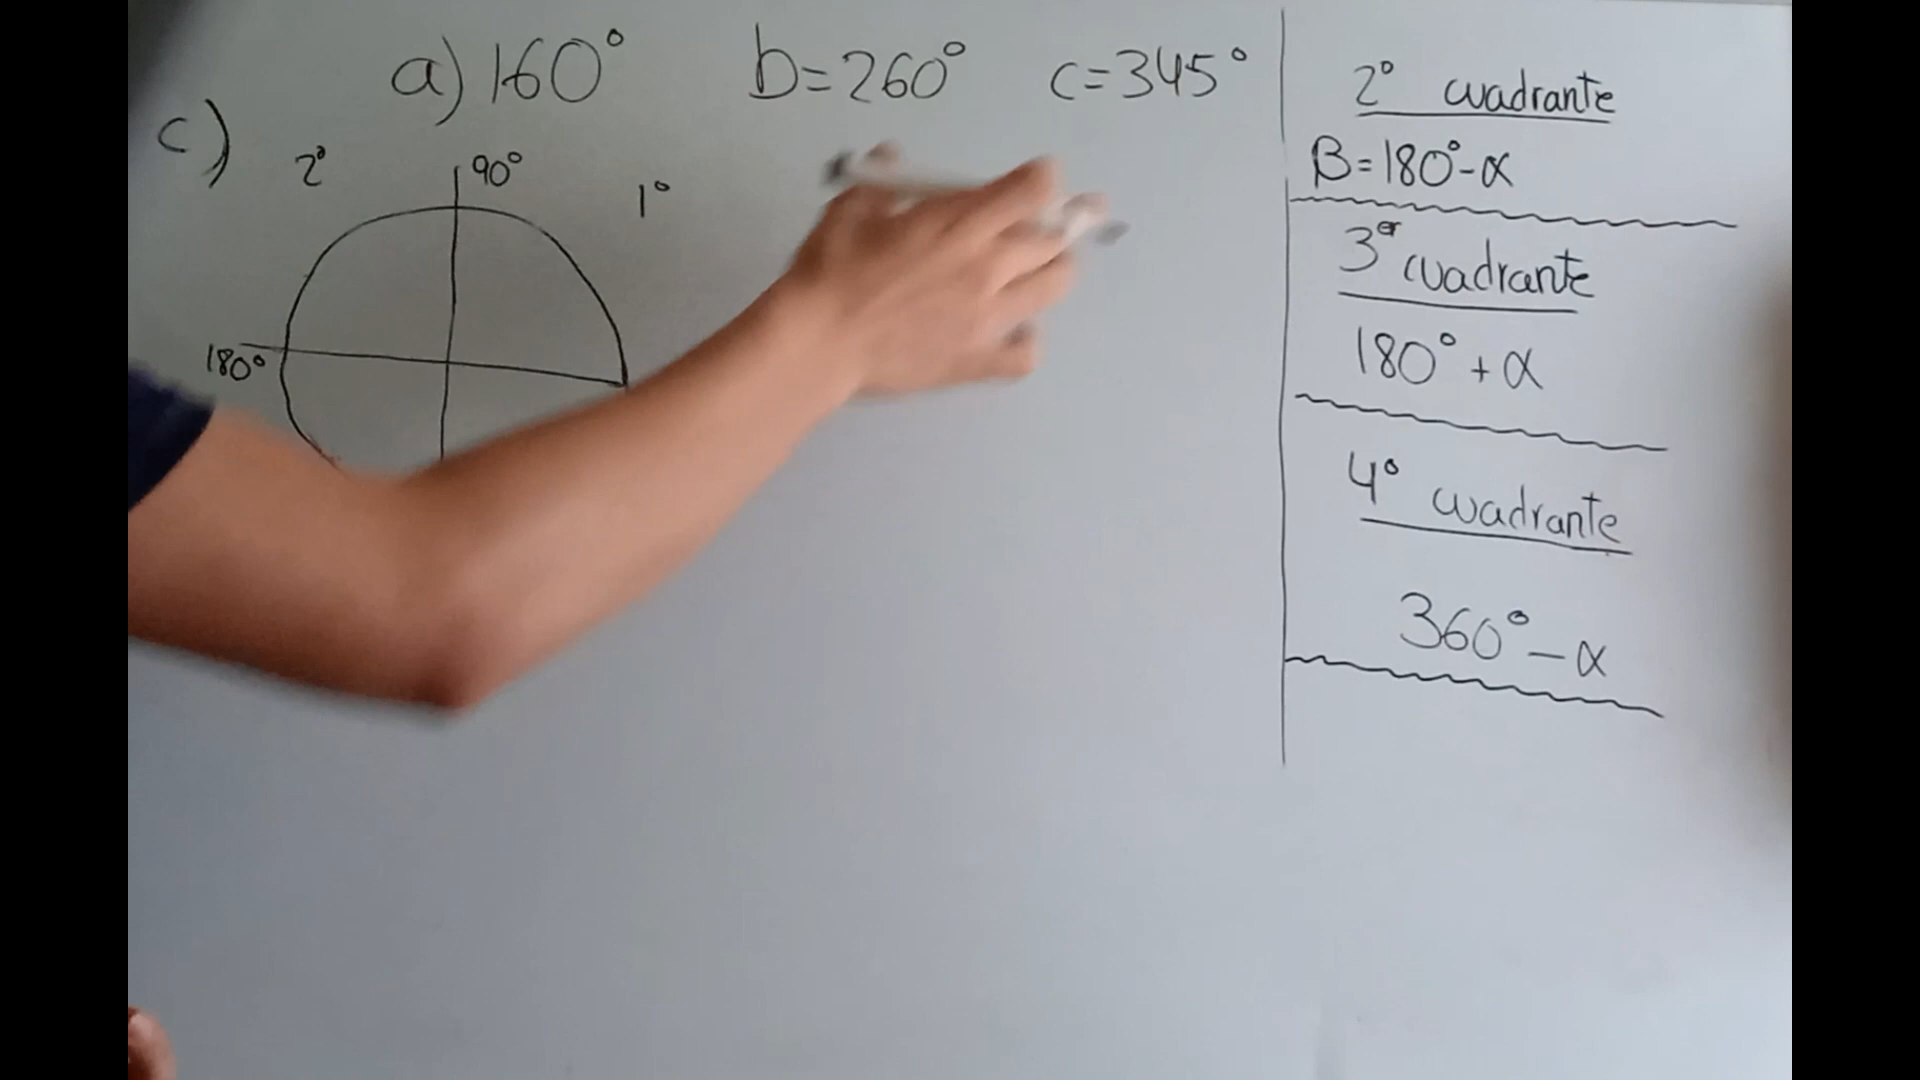 a) 160° b=260° c=345°
c)
2° 90° 1°
180°
2° cuadrante
B=180°-α
3er cuadrante
180°+α
4° cuadrante
360°-α